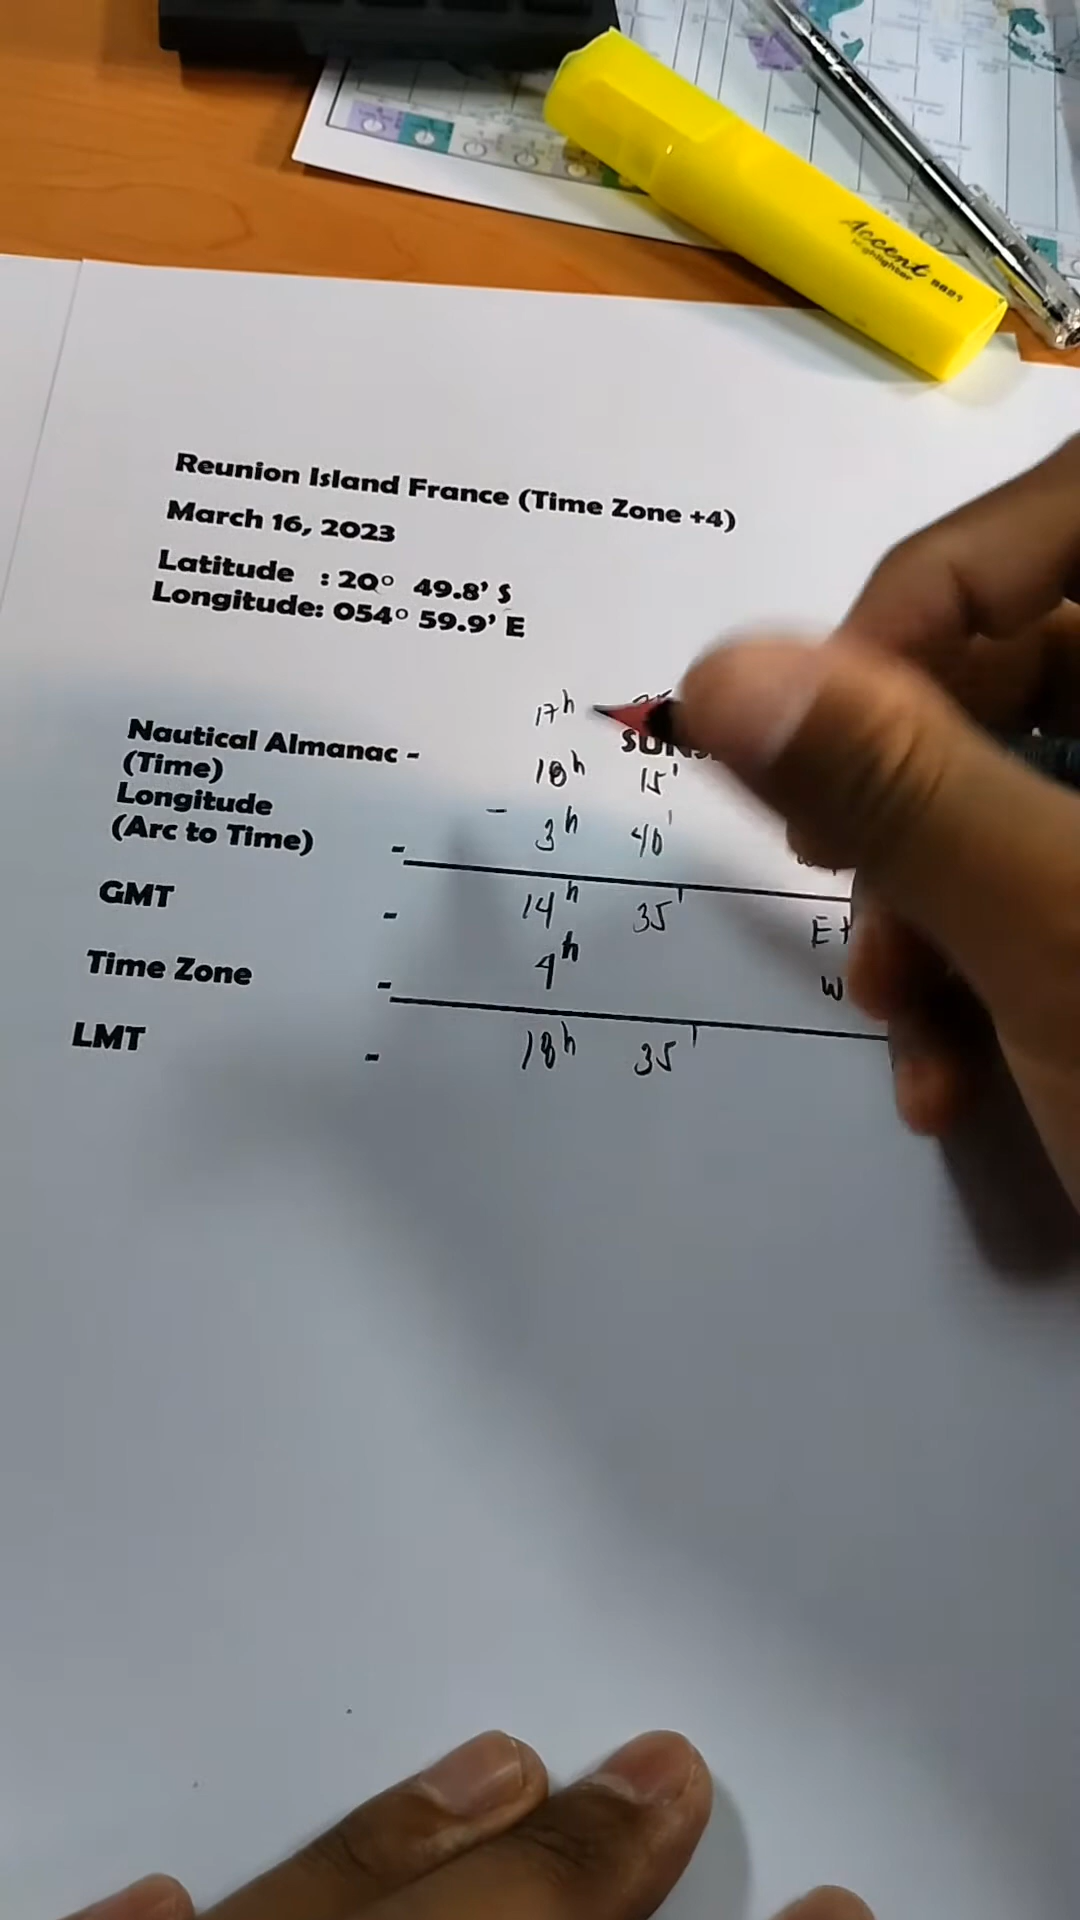 Accent
Highlighter 8889
Reunion Island France (Time Zone +4)
March 16, 2023
Latitude : 20° 49.8' S
Longitude: 054° 59.9' E
17h
Nautical Almanac - 18h 15'
(Time)
Longitude - 3h 40'
(Arc to Time) -
GMT - 14h 35' E+
Time Zone - 4h W
LMT - 18h 35'